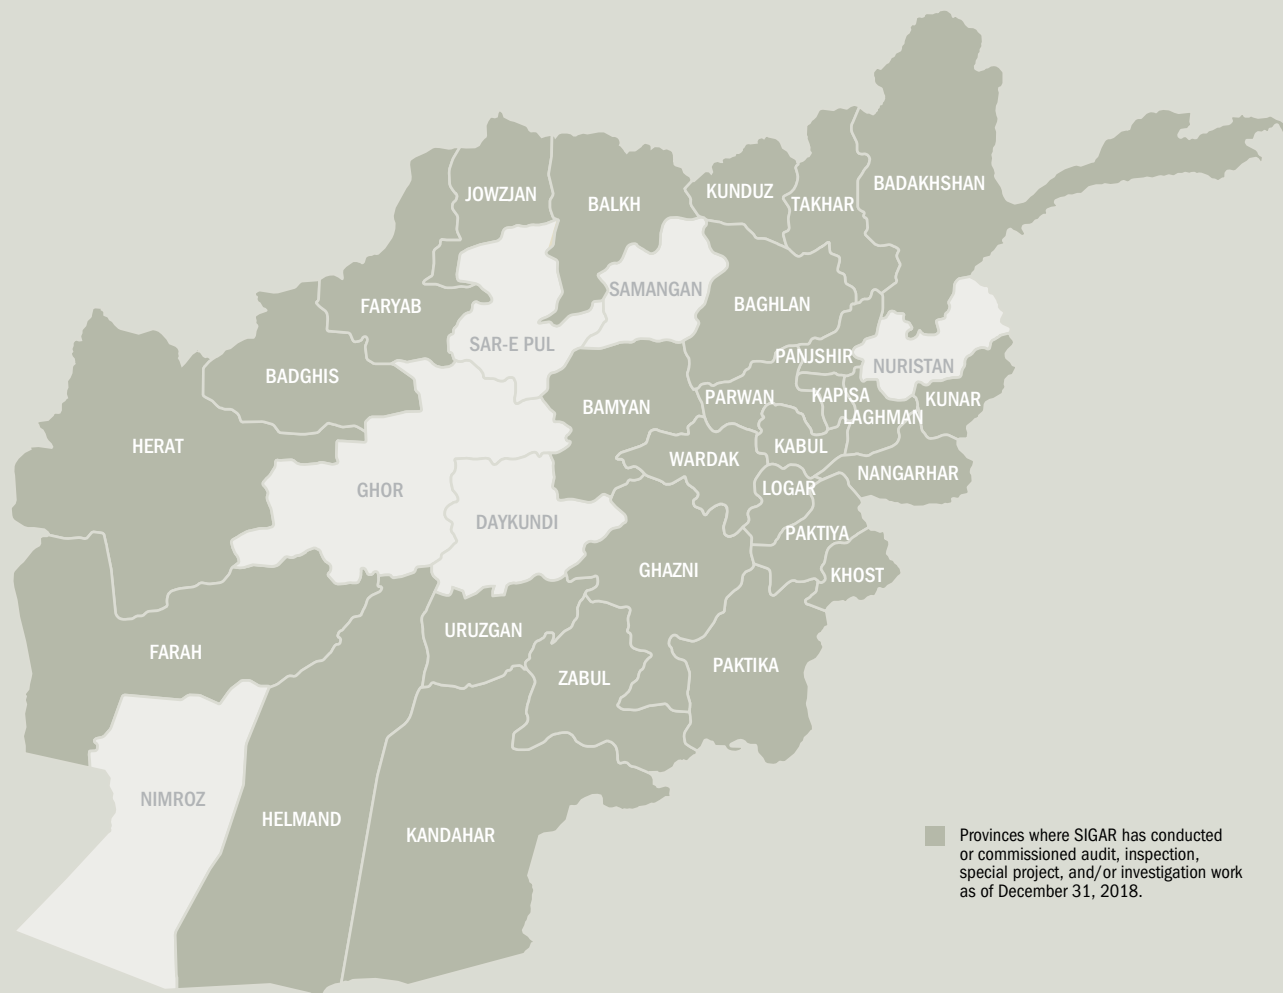 JOWZJAN
BALKH
KUNDUZ
TAKHAR
BADAKHSHAN
SAMANGAN
FARYAB
BAGHLAN
SAR-E PUL
PANJSHIR
NURISTAN
BADGHIS
BAMYAN
PARWAN
KAPISA
KUNAR
LAGHMAN
HERAT
WARDAK
KABUL
NANGARHAR
GHOR
LOGAR
DAYKUNDI
PAKTIYA
GHAZNI
KHOST
URUZGAN
FARAH
PAKTIKA
ZABUL
NIMROZ
HELMAND
KANDAHAR
Provinces where SIGAR has conducted
or commissioned audit, inspection,
special project, and/or investigation work
as of December 31, 2018.